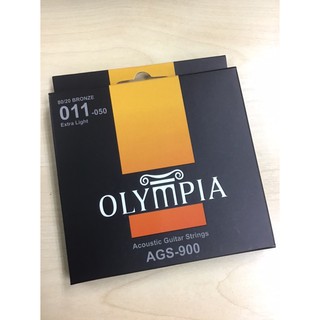 80/20 BRONZE
011-050
Extra Light
OLYMPIA
Acoustic Guitar Strings
AGS-900